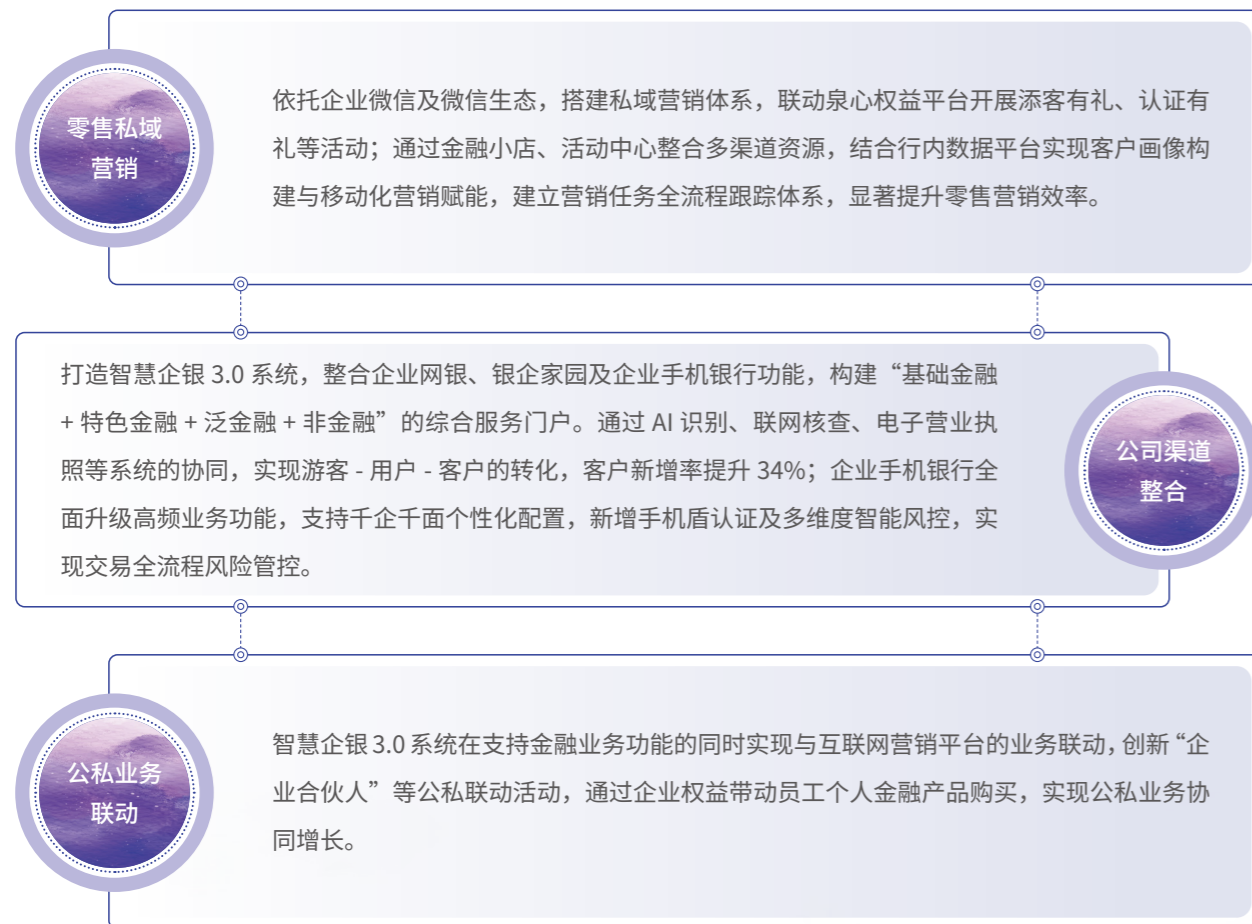 零售私域
营销
依托企业微信及微信生态，搭建私域营销体系，联动泉心权益平台开展添客有礼、认证有
礼等活动；通过金融小店、活动中心整合多渠道资源，结合行内数据平台实现客户画像构
建与移动化营销赋能，建立营销任务全流程跟踪体系，显著提升零售营销效率。
打造智慧企银 3.0 系统，整合企业网银、银企家园及企业手机银行功能，构建“基础金融
+ 特色金融 + 泛金融 + 非金融”的综合服务门户。通过 AI 识别、联网核查、电子营业执
照等系统的协同，实现游客 - 用户 - 客户的转化，客户新增率提升 34%；企业手机银行全
面升级高频业务功能，支持千企千面个性化配置，新增手机盾认证及多维度智能风控，实
现交易全流程风险管控。
公司渠道
整合
公私业务
联动
智慧企银 3.0 系统在支持金融业务功能的同时实现与互联网营销平台的业务联动，创新“企
业合伙人”等公私联动活动，通过企业权益带动员工个人金融产品购买，实现公私业务协
同增长。